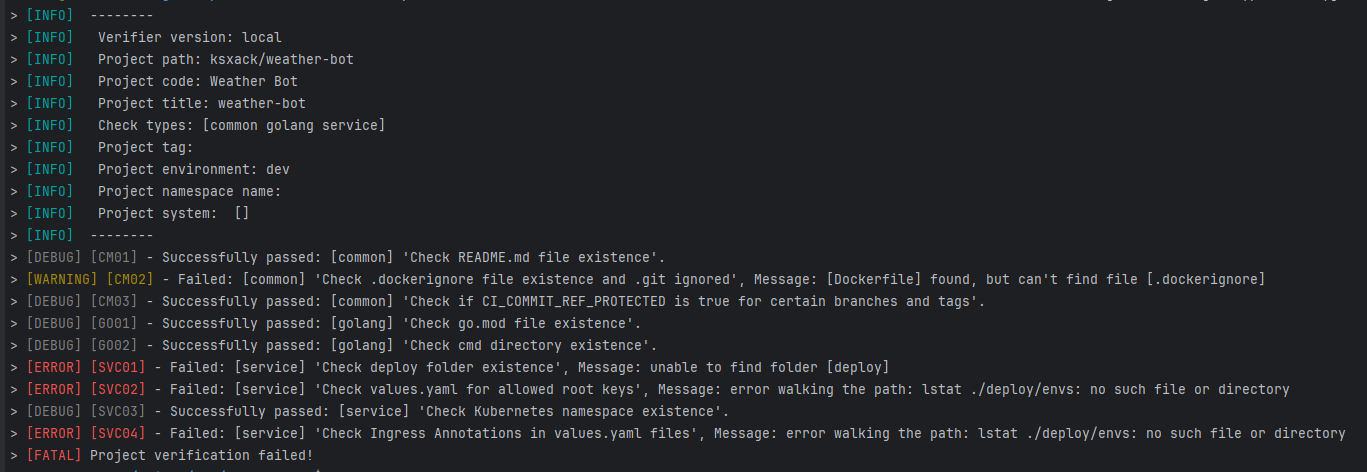 > [INFO]  --------
> [INFO]   Verifier version: local
> [INFO]   Project path: ksxack/weather-bot
> [INFO]   Project code: Weather Bot
> [INFO]   Project title: weather-bot
> [INFO]   Check types: [common golang service]
> [INFO]   Project tag:
> [INFO]   Project environment: dev
> [INFO]   Project namespace name:
> [INFO]   Project system:  []
> [INFO]  --------
> [DEBUG] [CM01] - Successfully passed: [common] 'Check README.md file existence'.
> [WARNING] [CM02] - Failed: [common] 'Check .dockerignore file existence and .git ignored', Message: [Dockerfile] found, but can't find file [.dockerignore]
> [DEBUG] [CM03] - Successfully passed: [common] 'Check if CI_COMMIT_REF_PROTECTED is true for certain branches and tags'.
> [DEBUG] [GO01] - Successfully passed: [golang] 'Check go.mod file existence'.
> [DEBUG] [GO02] - Successfully passed: [golang] 'Check cmd directory existence'.
> [ERROR] [SVC01] - Failed: [service] 'Check deploy folder existence', Message: unable to find folder [deploy]
> [ERROR] [SVC02] - Failed: [service] 'Check values.yaml for allowed root keys', Message: error walking the path: lstat ./deploy/envs: no such file or directory
> [DEBUG] [SVC03] - Successfully passed: [service] 'Check Kubernetes namespace existence'.
> [ERROR] [SVC04] - Failed: [service] 'Check Ingress Annotations in values.yaml files', Message: error walking the path: lstat ./deploy/envs: no such file or directory
> [FATAL] Project verification failed!